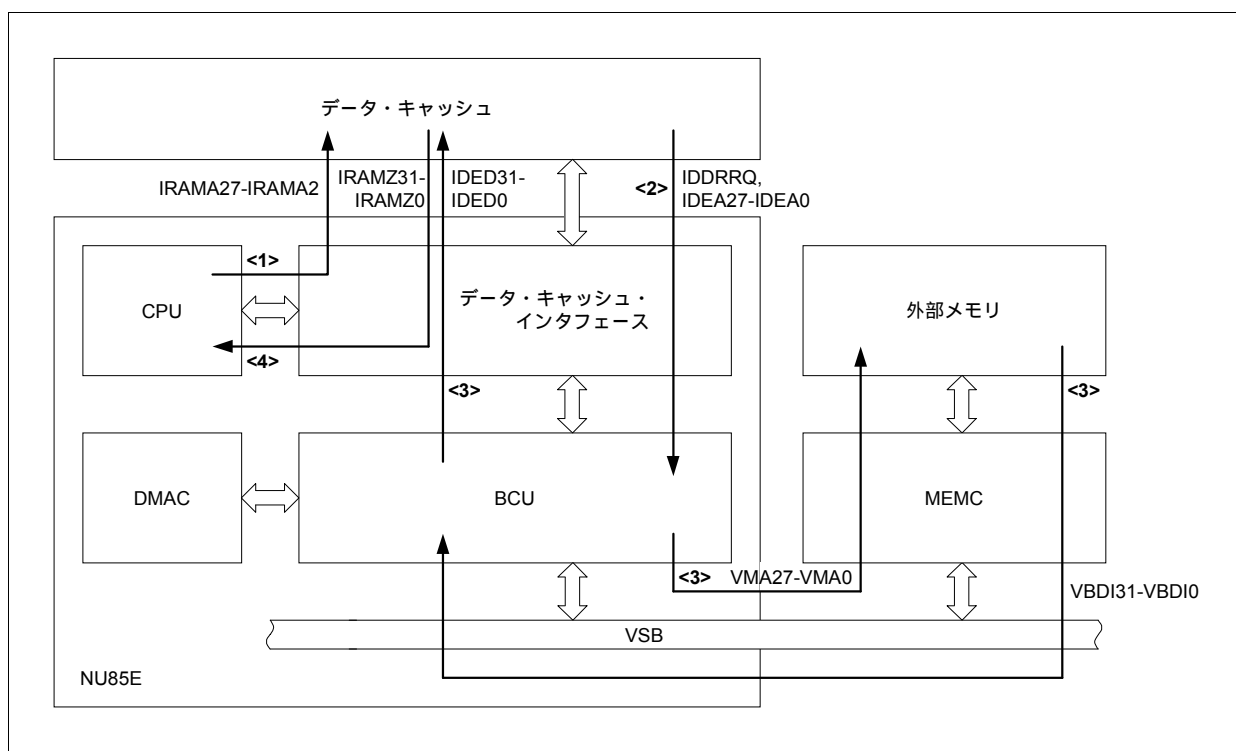 データ・キャッシュ
IRAMA27-IRAMA2
IRAMZ31-
IRAMZ0
IDED31-
IDED0
<2>
IDDRRQ,
IDEA27-IDEA0
<1>
CPU
データ・キャッシュ・
インタフェース
外部メモリ
<4>
<3>
<3>
DMAC
BCU
MEMC
<3>
VMA27-VMA0
VBDI31-VBDI0
VSB
NU85E